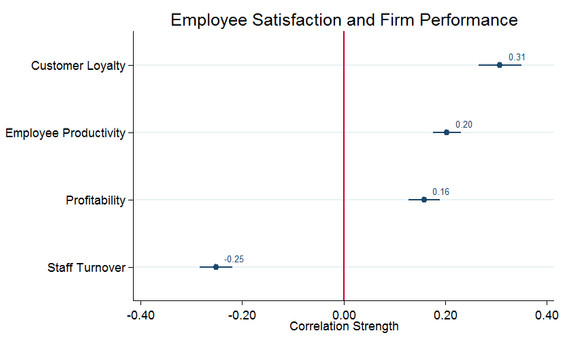 Employee Satisfaction and Firm Performance
Customer Loyalty
0.31
Employee Productivity
0.20
Profitability
0.16
Staff Turnover
-0.25
-0.40
-0.20
0.00
0.20
0.40
Correlation Strength